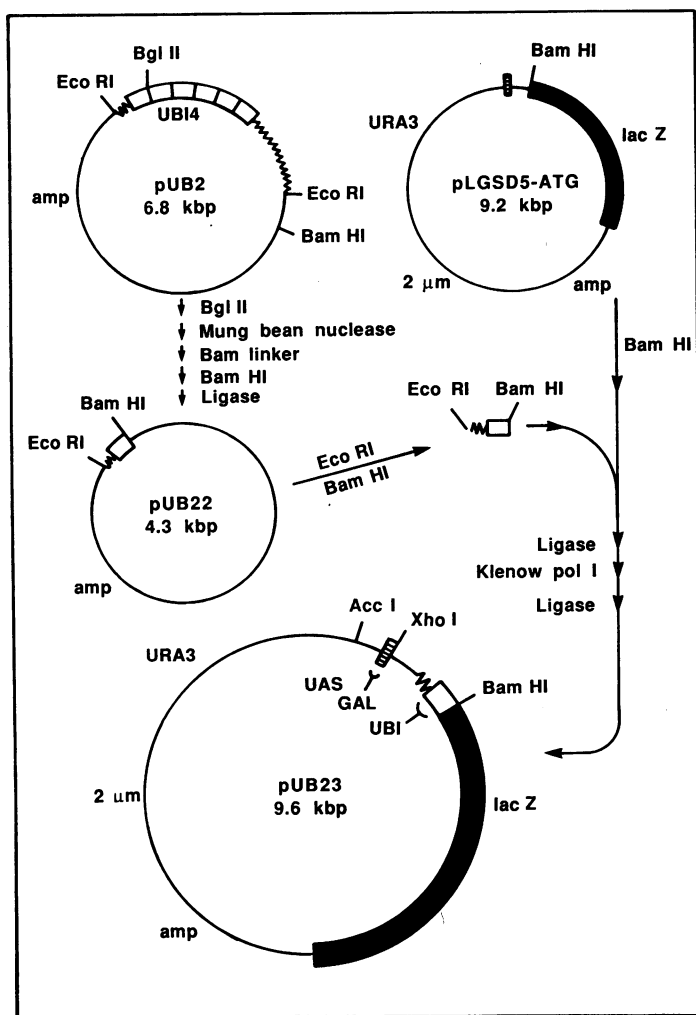 Bgl II
Eco RI
UBI4
amp
pUB2
6.8 kbp
Eco RI
Bam HI
Bam HI
URA3
lac Z
pLGSD5-ATG
9.2 kbp
2 μm
amp
Bgl II
Mung bean nuclease
Bam linker
Bam HI
Ligase
Bam HI
Bam HI
Eco RI
pUB22
4.3 kbp
amp
Eco RI
Bam HI
Eco RI
Bam HI
Ligase
Klenow pol I
Ligase
Acc I
Xho I
URA3
UAS
GAL
UBI
Bam HI
2 μm
pUB23
9.6 kbp
lac Z
amp